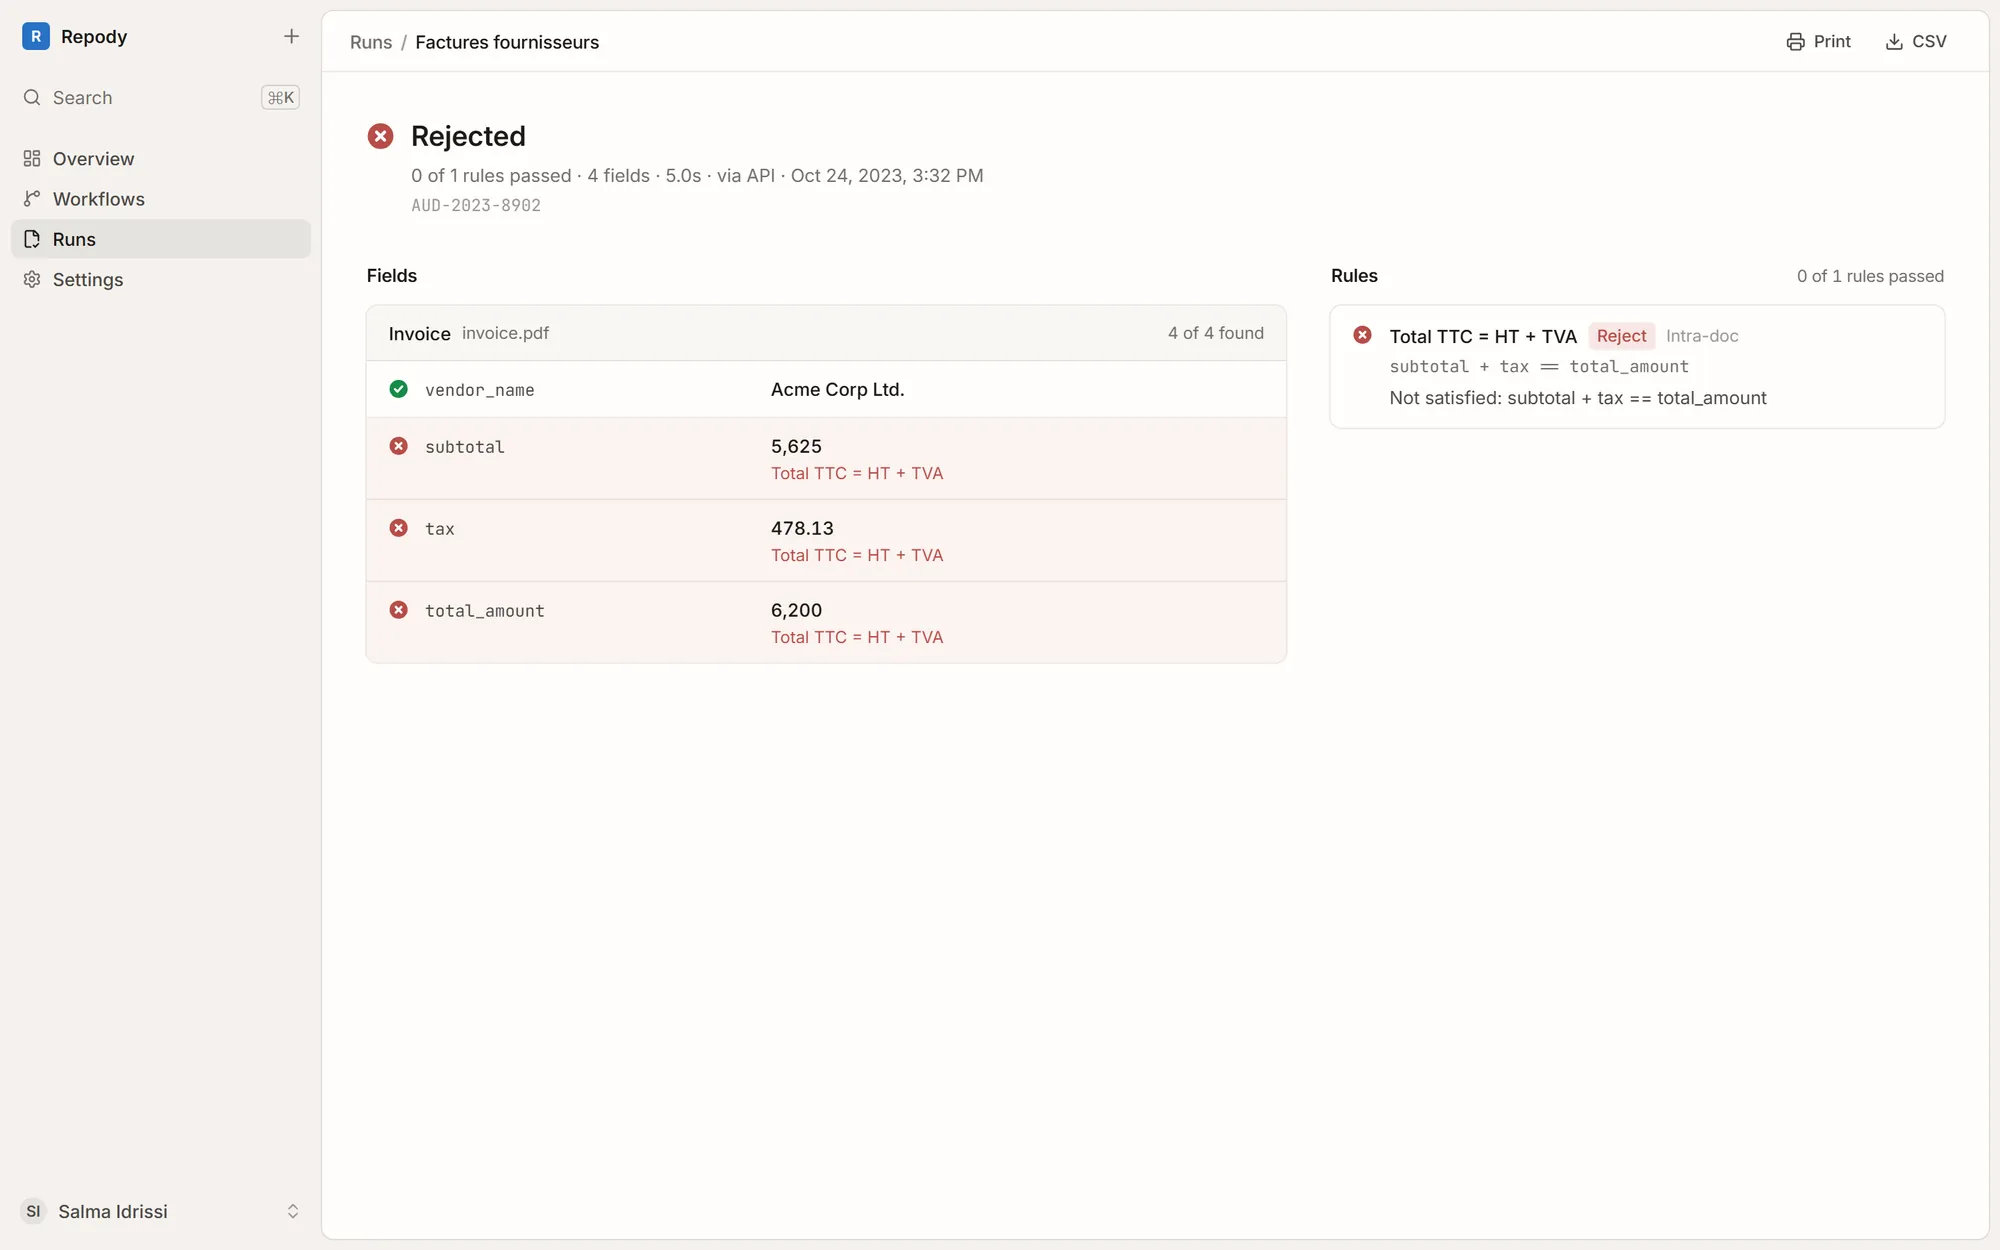 R Repody
Search ⌘K
Overview
Workflows
Runs
Settings
SI Salma Idrissi
Runs / Factures fournisseurs
Print CSV
Rejected
0 of 1 rules passed · 4 fields · 5.0s · via API · Oct 24, 2023, 3:32 PM
AUD-2023-8902
Fields
Invoice invoice.pdf 4 of 4 found
vendor_name Acme Corp Ltd.
subtotal 5,625
Total TTC = HT + TVA
tax 478.13
Total TTC = HT + TVA
total_amount 6,200
Total TTC = HT + TVA
Rules 0 of 1 rules passed
Total TTC = HT + TVA Reject Intra-doc
subtotal + tax == total_amount
Not satisfied: subtotal + tax == total_amount